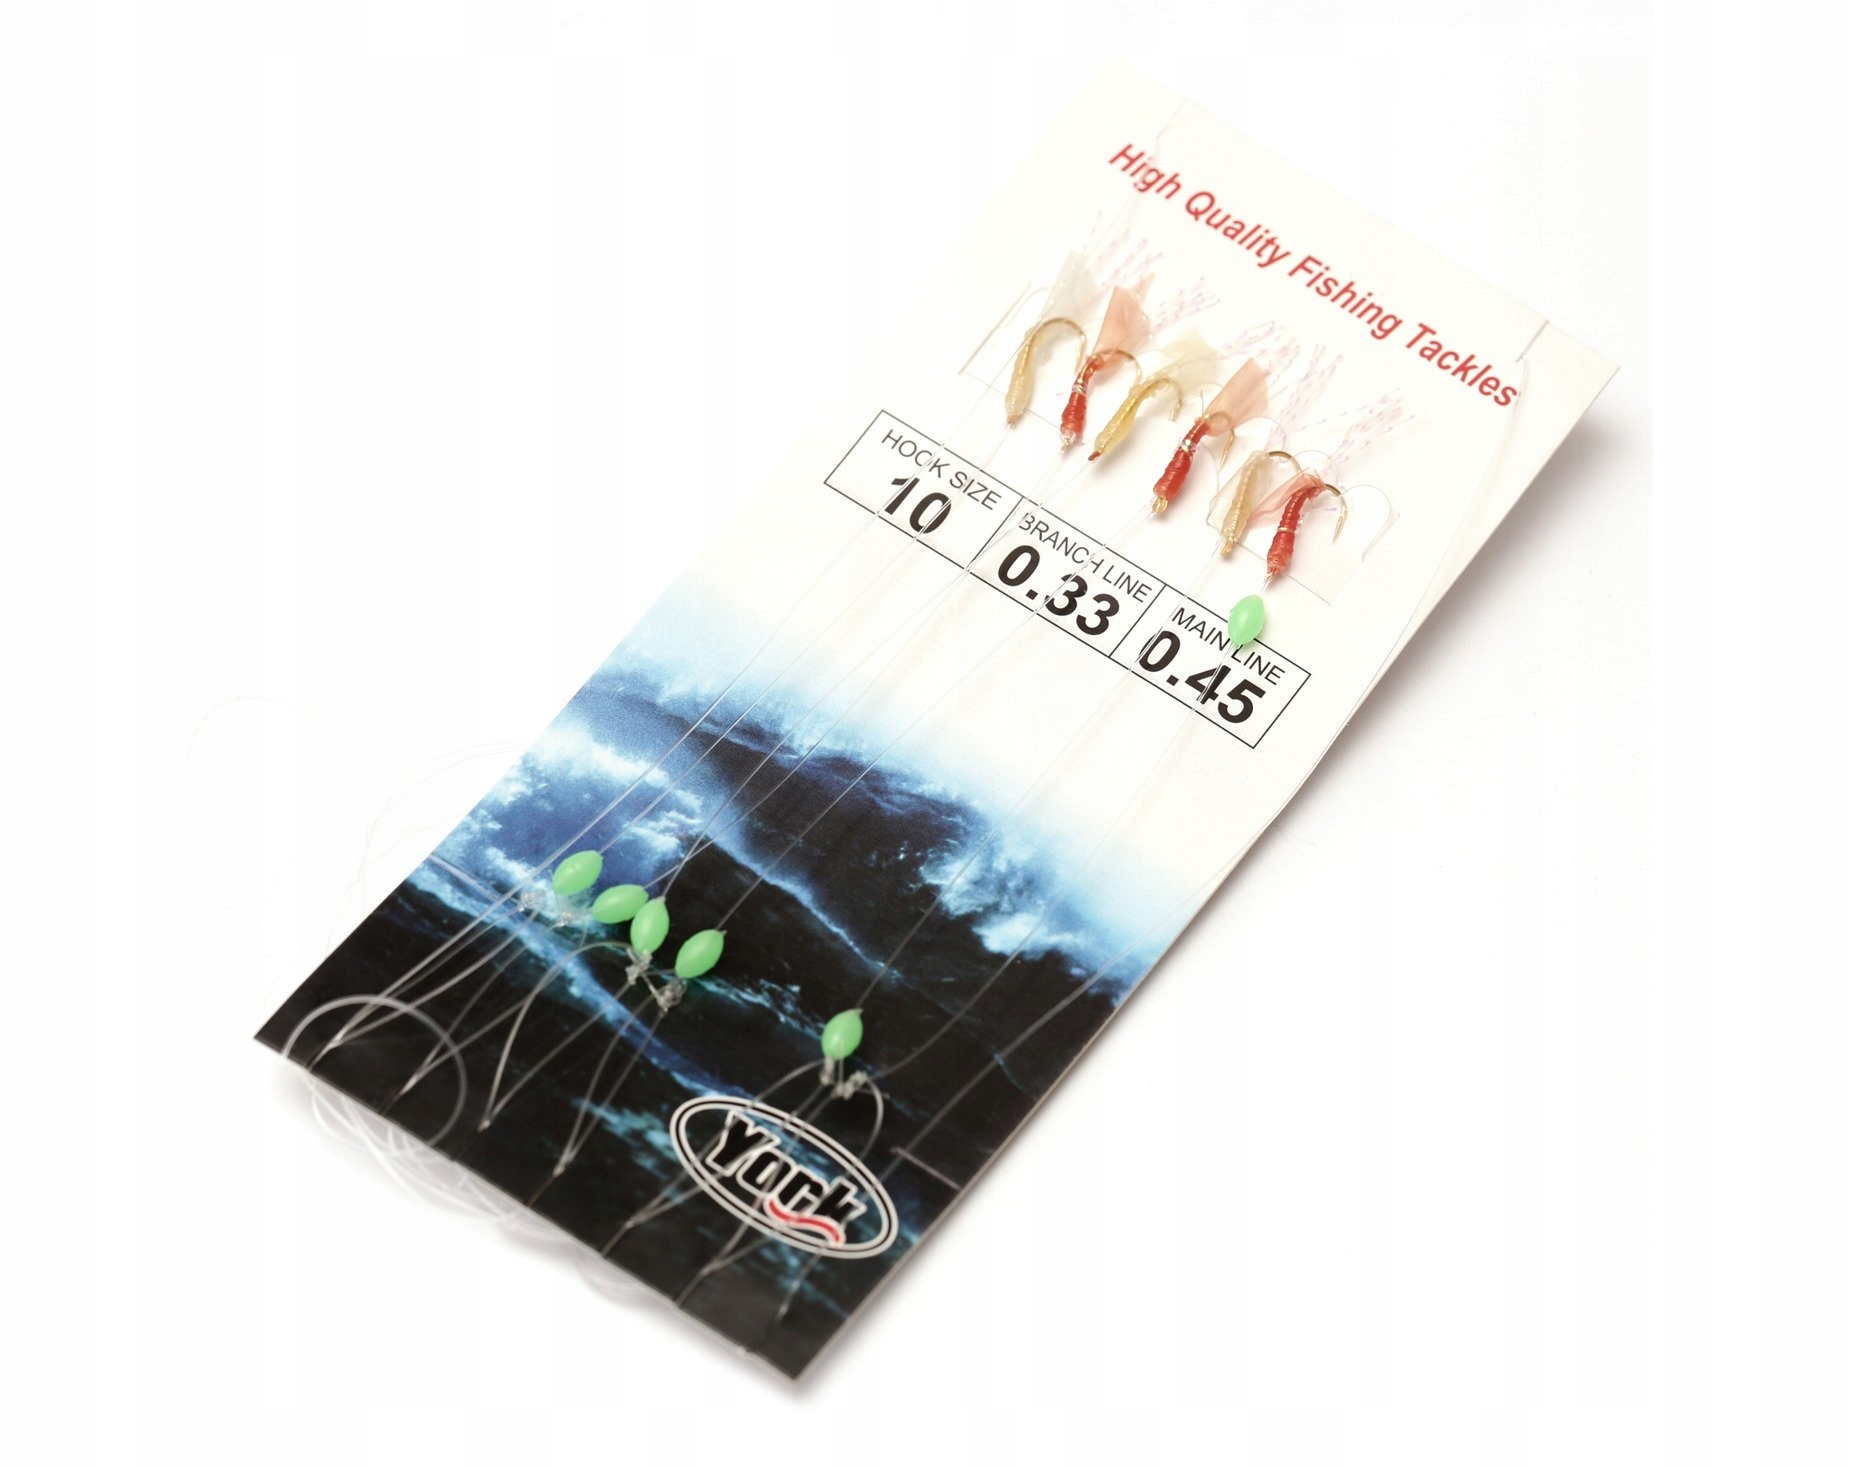 High Quality Fishing Tackles
HOOK SIZE
10
BRANCH LINE
0.33
MAIN LINE
0.45
York